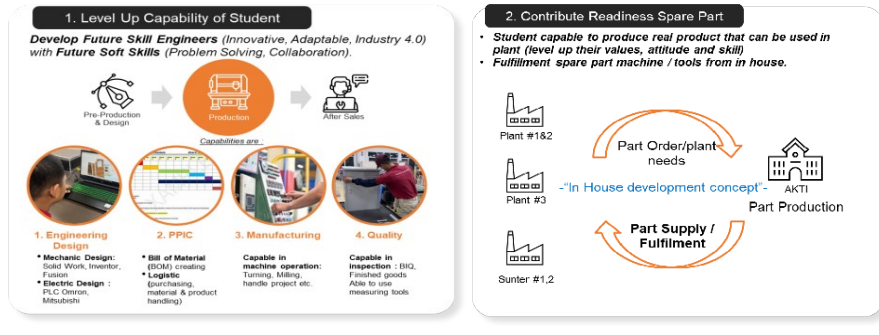 1. Level Up Capability of Student
Develop Future Skill Engineers (Innovative, Adaptable, Industry 4.0)
with Future Soft Skills (Problem Solving, Collaboration).
Pre-Production
& Design
Production
After Sales
Capabilities are :
1. Engineering
Design
• Mechanic Design:
Solid Work, Inventor,
Fusion
• Electric Design :
PLC Omron,
Mitsubishi
2. PPIC
• Bill of Material
(BOM) creating
• Logistic
(purchasing,
material & product
handling)
3. Manufacturing
Capable in
machine operation:
Turning, Milling,
handle project etc.
4. Quality
Capable in
inspection : BIQ,
Finished goods
Able to use
measuring tools
2. Contribute Readiness Spare Part
• Student capable to produce real product that can be used in
plant (level up their values, attitude and skill)
• Fulfillment spare part machine / tools from in house.
Plant #1&2
Plant #3
Sunter #1,2
Part Order/plant
needs
-"In House development concept"-
Part Supply /
Fulfilment
AKTI
Part Production